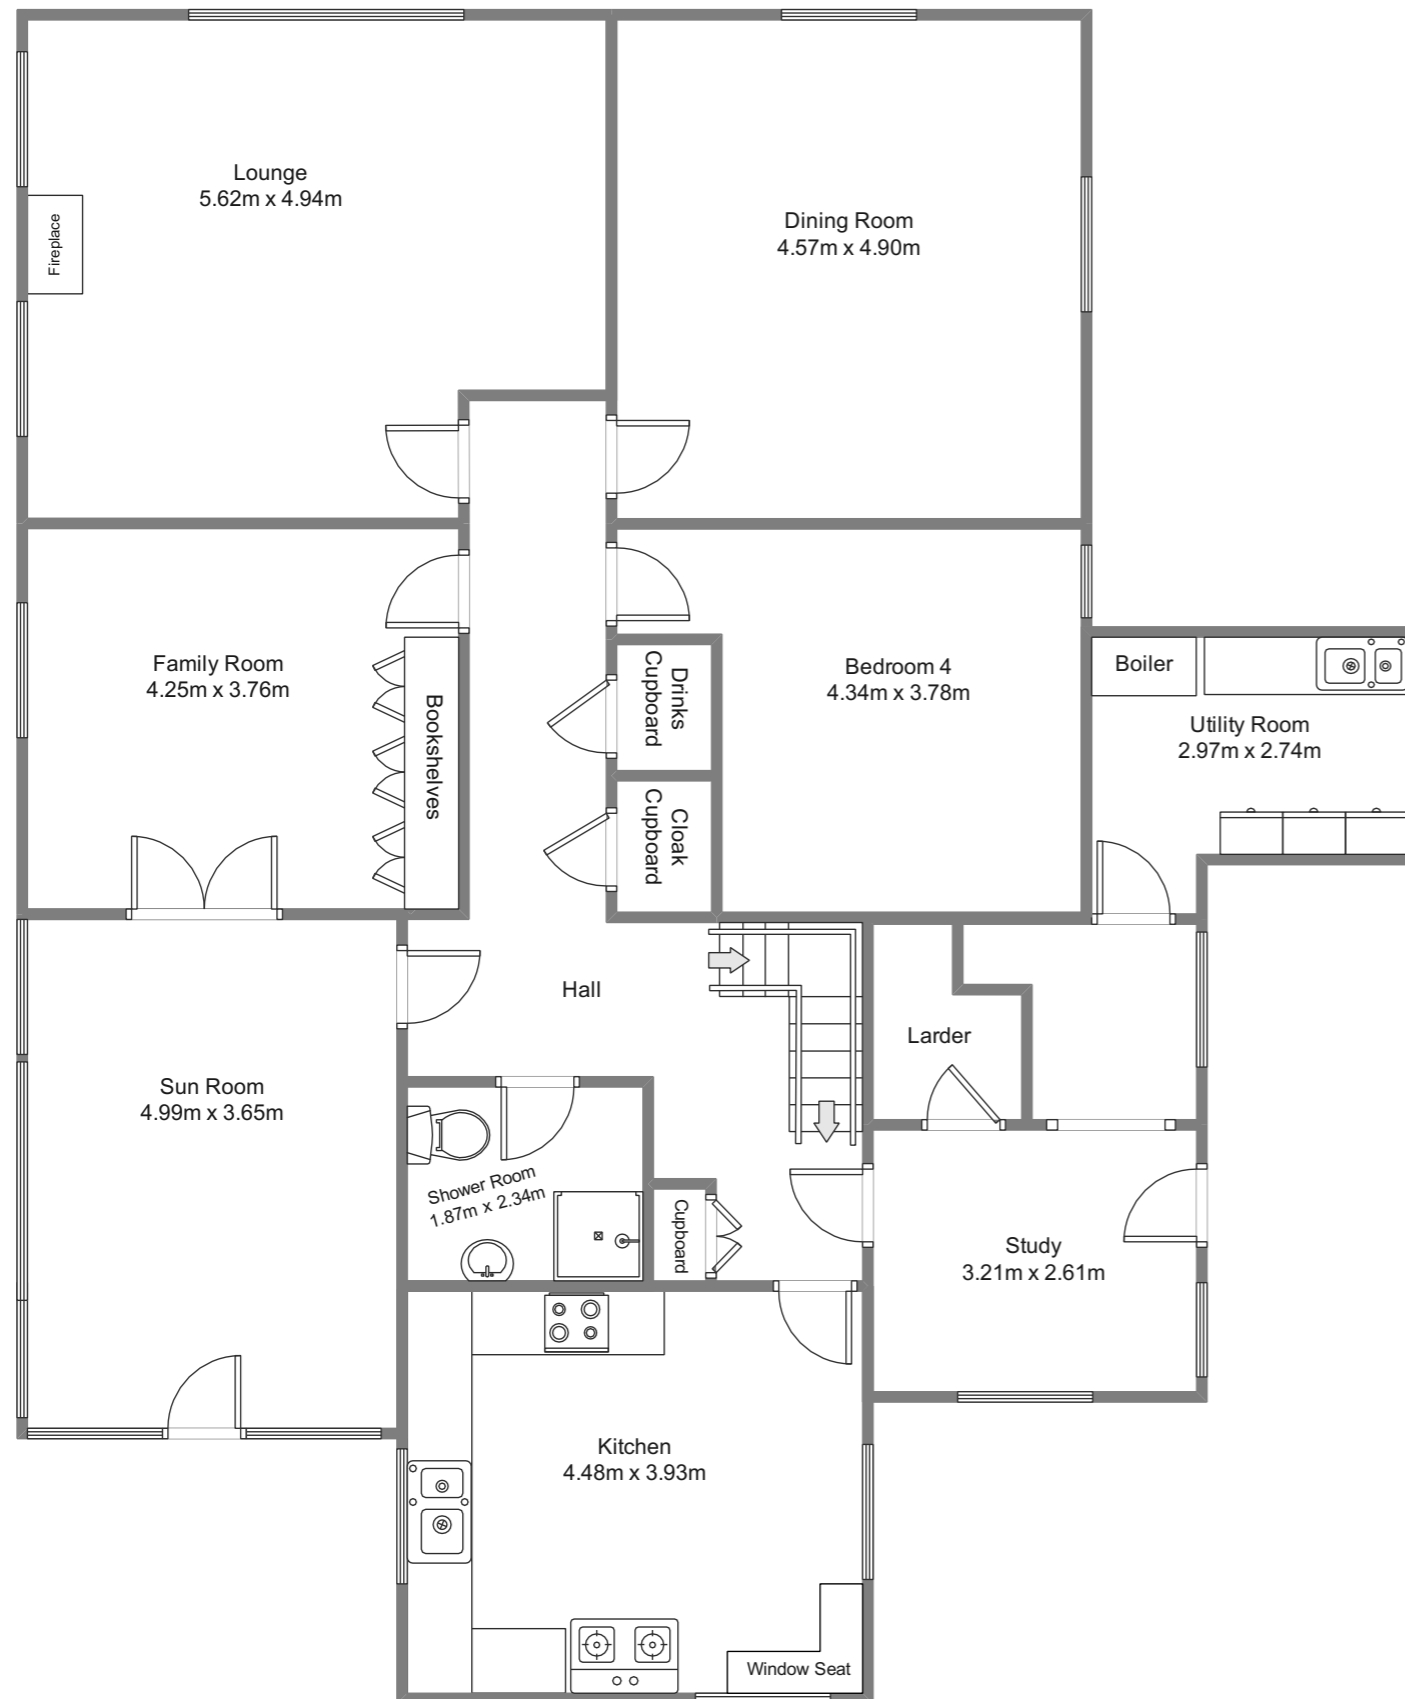 Lounge
5.62m x 4.94m
Fireplace
Dining Room
4.57m x 4.90m
Family Room
4.25m x 3.76m
Bookshelves
Drinks
Cupboard
Cloak
Cupboard
Bedroom 4
4.34m x 3.78m
Boiler
Utility Room
2.97m x 2.74m
Hall
Larder
Sun Room
4.99m x 3.65m
Shower Room
1.87m x 2.34m
Cupboard
Study
3.21m x 2.61m
Kitchen
4.48m x 3.93m
Window Seat